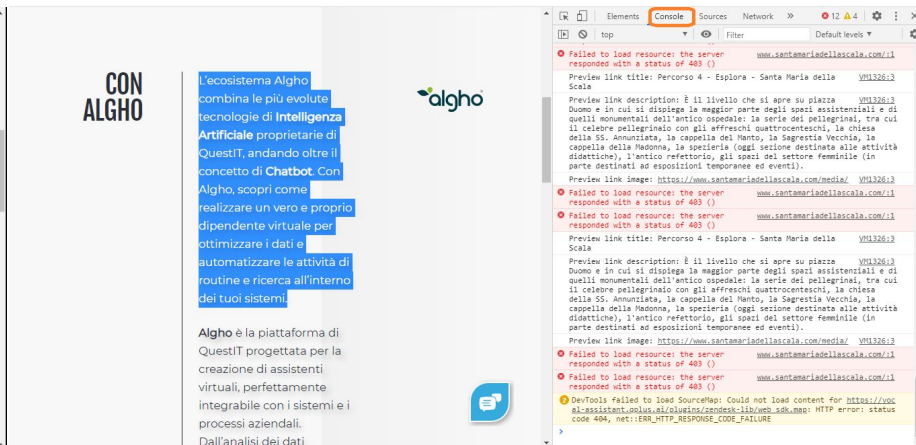 CON
ALGHO
L'ecosistema Algho
combina le più evolute
tecnologie di Intelligenza
Artificiale proprietarie di
QuestIT, andando oltre il
concetto di Chatbot. Con
Algho, scopri come
realizzare un vero e proprio
dipendente virtuale per
ottimizzare i dati e
automatizzare le attività di
routine e ricerca all'interno
dei tuoi sistemi.
Algho è la piattaforma di
QuestIT progettata per la
creazione di assistenti
virtuali, perfettamente
integrabile con i sistemi e i
processi aziendali.
Dall'analisi dei dati
algho
Elements Console Sources Network » 12 4
top Filter Default levels ▼
Failed to load resource: the server www.santamariadellascala.com/:1
responded with a status of 403 ()
Preview link title: Percorso 4 - Esplora - Santa Maria della VM1326:3
Scala
Preview link description: È il livello che si apre su piazza VM1326:3
Duomo e in cui si dispiega la maggior parte degli spazi assistenziali e di
quelli monumentali dell'antico ospedale: la serie dei pellegrinai, tra cui
il celebre pellegrinaio con gli affreschi quattrocenteschi, la chiesa
della SS. Annunziata, la cappella del Manto, la Sagrestia Vecchia, la
cappella della Madonna, la spezieria (oggi sezione destinata alle attività
didattiche), l'antico refettorio, gli spazi del settore femminile (in
parte destinati ad esposizioni temporanee ed eventi).
Preview link image: https://www.santamariadellascala.com/media/ VM1326:3
Failed to load resource: the server www.santamariadellascala.com/:1
responded with a status of 403 ()
Failed to load resource: the server www.santamariadellascala.com/:1
responded with a status of 403 ()
Preview link title: Percorso 4 - Esplora - Santa Maria della VM1326:3
Scala
Preview link description: È il livello che si apre su piazza VM1326:3
Duomo e in cui si dispiega la maggior parte degli spazi assistenziali e di
quelli monumentali dell'antico ospedale: la serie dei pellegrinai, tra cui
il celebre pellegrinaio con gli affreschi quattrocenteschi, la chiesa
della SS. Annunziata, la cappella del Manto, la Sagrestia Vecchia, la
cappella della Madonna, la spezieria (oggi sezione destinata alle attività
didattiche), l'antico refettorio, gli spazi del settore femminile (in
parte destinati ad esposizioni temporanee ed eventi).
Preview link image: https://www.santamariadellascala.com/media/ VM1326:3
Failed to load resource: the server www.santamariadellascala.com/:1
responded with a status of 403 ()
Failed to load resource: the server www.santamariadellascala.com/:1
responded with a status of 403 ()
2 DevTools failed to load SourceMap: Could not load content for https://voc
al-assistant.qplus.ai/plugins/zendesk-lib/web_sdk.map: HTTP error: status
code 404, net::ERR_HTTP_RESPONSE_CODE_FAILURE